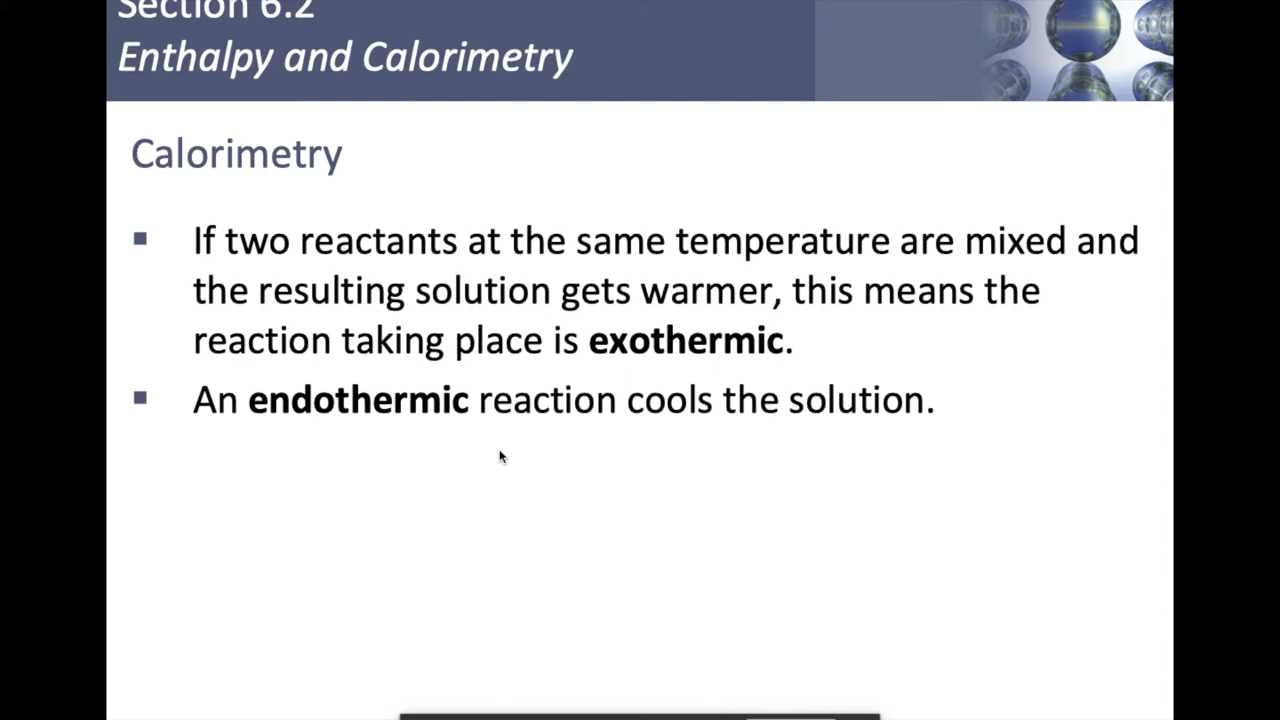 Section 6.2
Enthalpy and Calorimetry
Calorimetry
▪ If two reactants at the same temperature are mixed and
the resulting solution gets warmer, this means the
reaction taking place is exothermic.
▪ An endothermic reaction cools the solution.